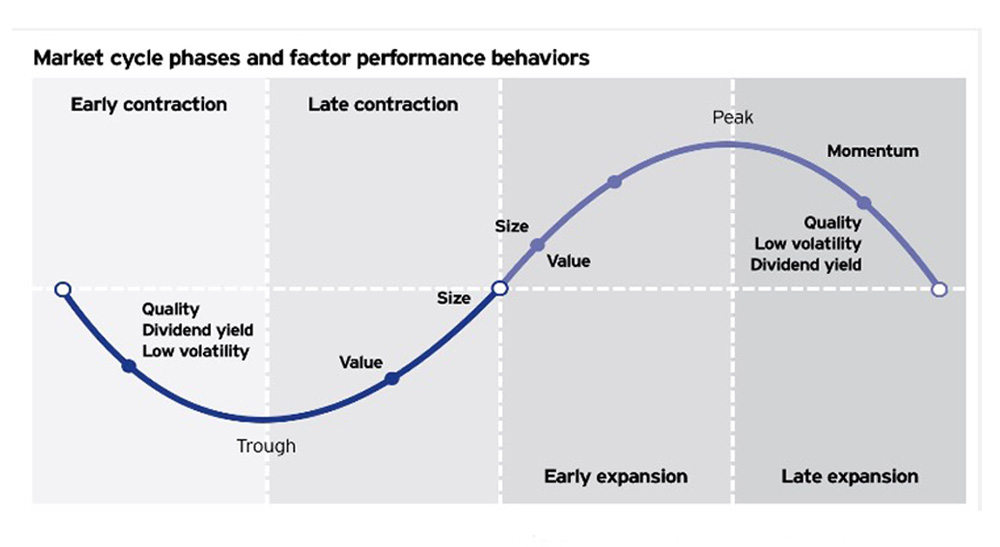 Market cycle phases and factor performance behaviors
Early contraction
Late contraction
Peak
Momentum
Size
Value
Quality
Low volatility
Dividend yield
Size
Quality
Dividend yield
Low volatility
Value
Trough
Early expansion
Late expansion